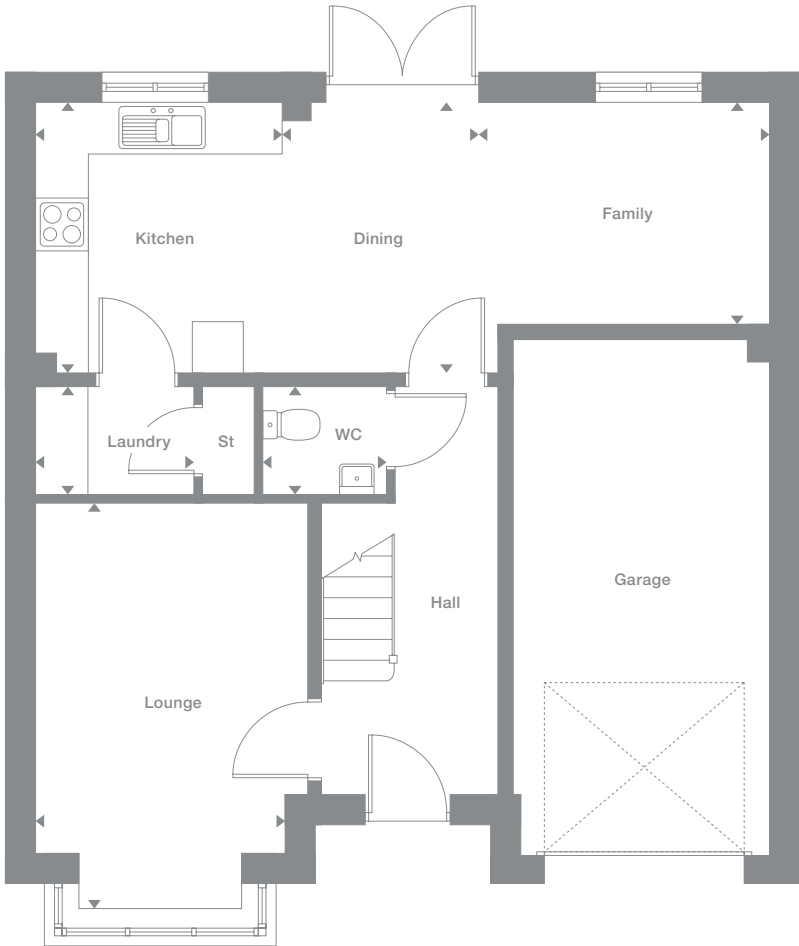 Family
Kitchen
Dining
Laundry
St
WC
Garage
Hall
Lounge